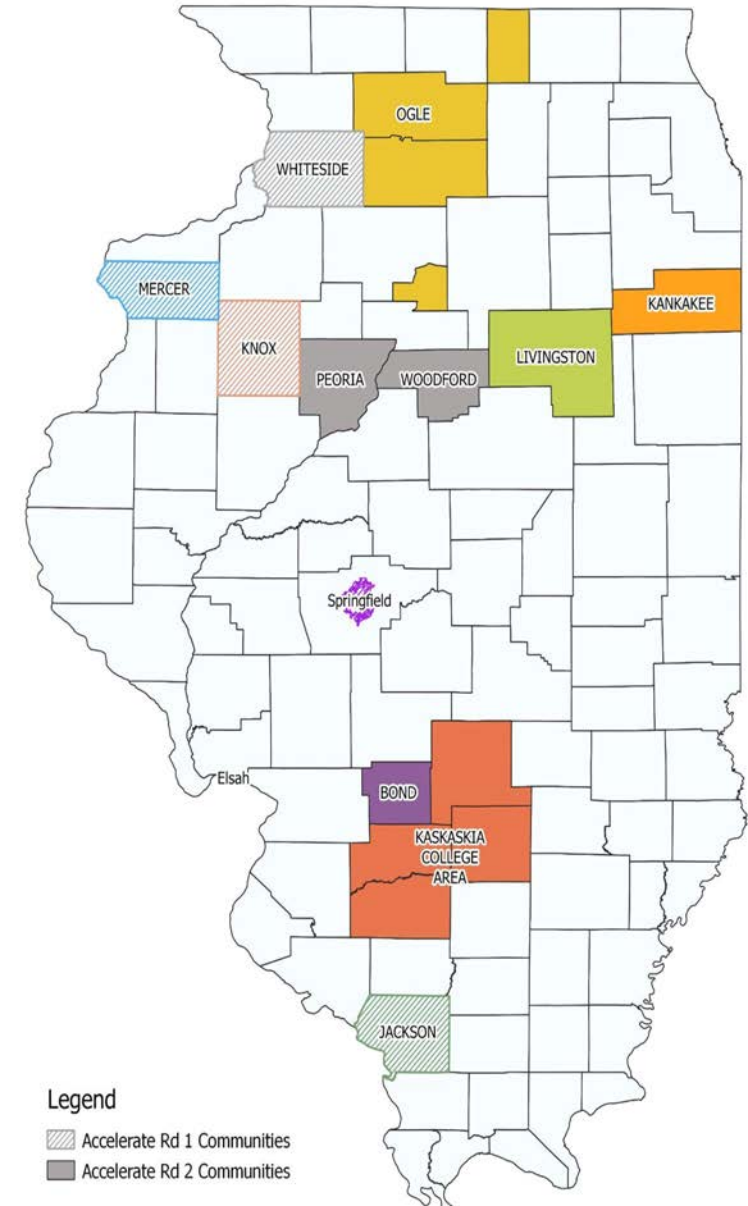 OGLE
WHITESIDE
MERCER
KANKAKEE
KNOX
LIVINGSTON
PEORIA
WOODFORD
Springfield
Elsah
BOND
KASKASKIA
COLLEGE
AREA
JACKSON
Legend
Accelerate Rd 1 Communities
Accelerate Rd 2 Communities